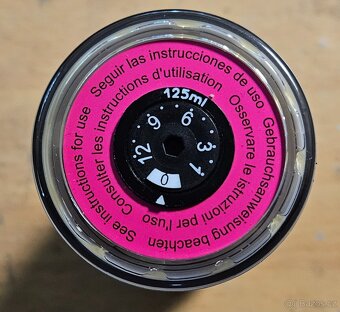 Seguir las instrucciones de uso
Consulter les instructions d'utilisation
See instructions for use
Gebrauchsanweisung beachten
Osservare le istruzioni per l'uso
125ml
0 1 3 6 9 12